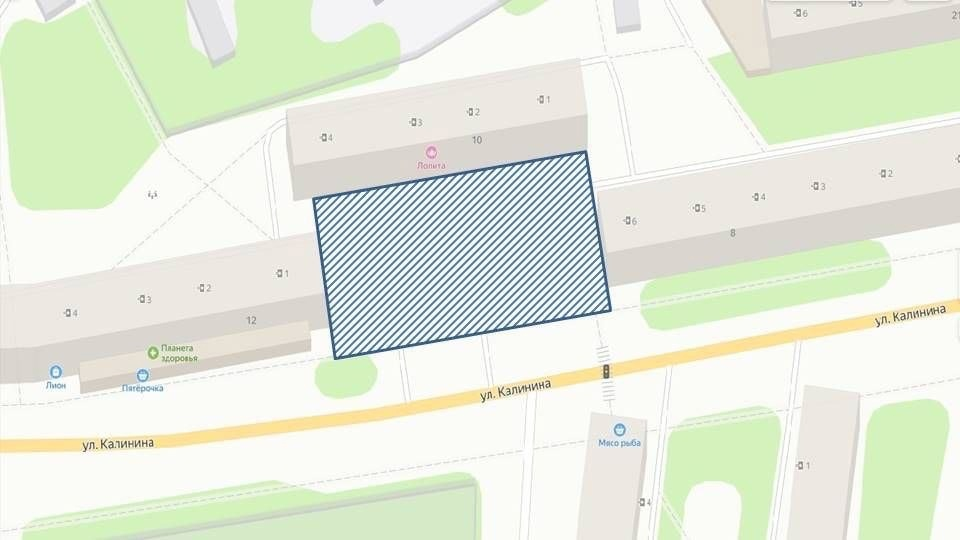 6
5
21
1
2
3
4
10
Лолита
6
5
4
3
2
8
1
2
3
4
12
Планета
здоровья
Лион
Пятёрочка
ул. Калинина
ул. Калинина
ул. Калинина
Мясо рыба
1
4